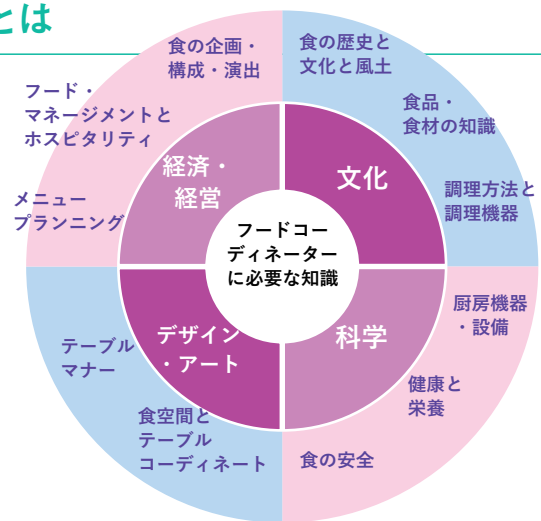 とは
食の企画・
構成・演出
食の歴史と
文化と風土
フード・
マネージメントと
ホスピタリティ
食品・
食材の知識
経済・
経営
文化
メニュー
プランニング
調理方法と
調理機器
フードコー
ディネーター
に必要な知識
デザイン
・アート
科学
厨房機器
・設備
テーブル
マナー
健康と
栄養
食空間と
テーブル
コーディネート
食の安全